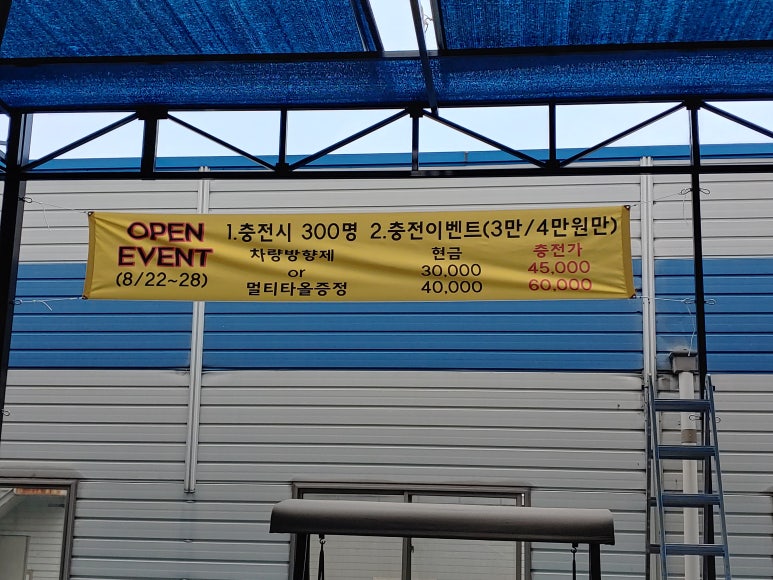 OPEN EVENT (8/22~28)
1.충전시 300명
차량방향제
or
멀티타올증정
2.충전이벤트(3만/4만원만)
현금 충전가
30,000 45,000
40,000 60,000